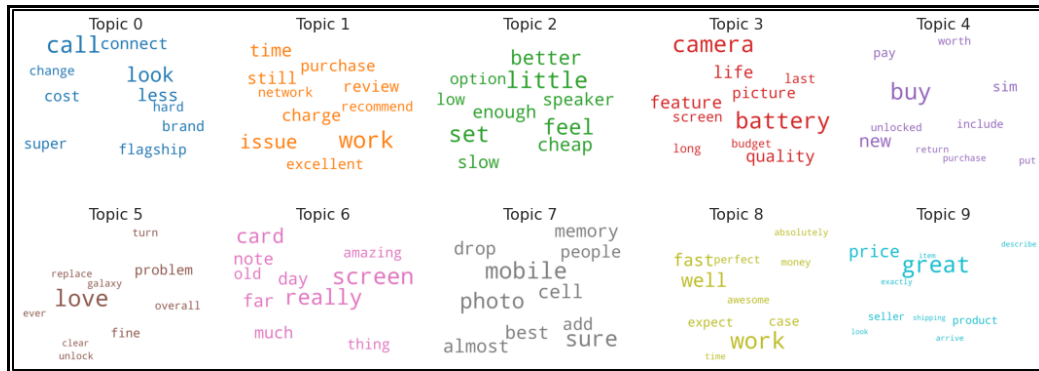 Topic 0
call connect
change
look
cost
less
hard
brand
super
flagship
Topic 1
time
purchase
still
review
network
recommend
charge
issue work
excellent
Topic 2
better
option little
low
speaker
enough
set
feel
cheap
slow
Topic 3
camera
life
last
picture
feature
screen
battery
long
budget
quality
Topic 4
worth
pay
buy
sim
unlocked
include
new
return
purchase
put
Topic 5
turn
replace
problem
galaxy
love
overall
ever
fine
clear
unlock
Topic 6
card
amazing
note
old
day
screen
far
really
much
thing
Topic 7
memory
drop
people
mobile
cell
photo
add
best
sure
almost
Topic 8
absolutely
fast perfect
money
well
awesome
expect
case
work
time
Topic 9
describe
price
item
great
exactly
seller
shipping
product
look
arrive